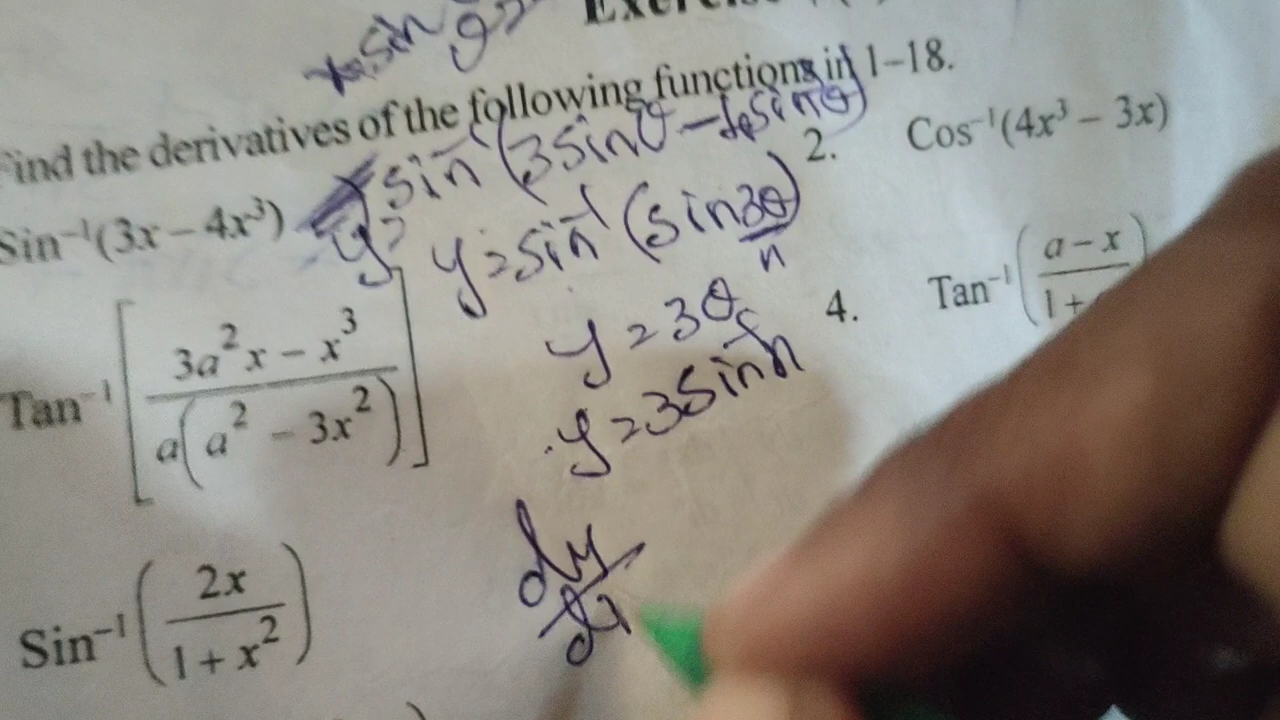 sin
Find the derivatives of the following functions in 1–18.
Sin⁻¹(3x – 4x³)
y = sin⁻¹(3sinθ – 4sinθ)
2. Cos⁻¹(4x³ – 3x)
y = sin⁻¹(sin3θ)
Tan⁻¹[(3a²x – x³)/(a(a² – 3x²))]
y = 3θ
4. Tan⁻¹(a – x / 1 +
y = 3sin⁻¹x
dy/dx
Sin⁻¹(2x/(1 + x²))